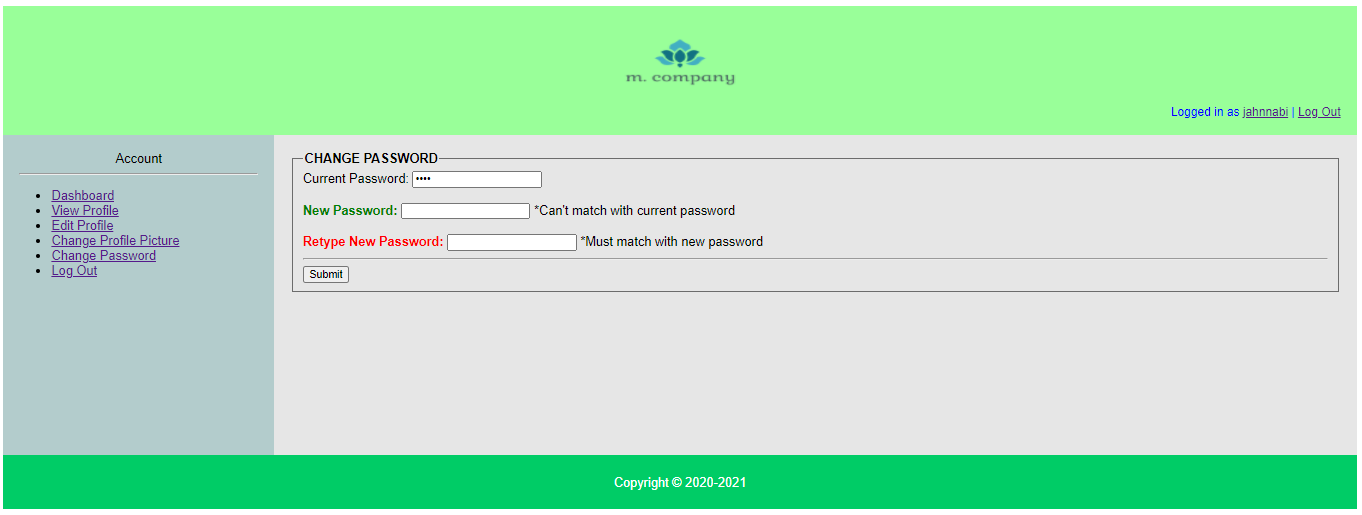 m. company
Logged in as jahnnabi | Log Out
Account
Dashboard
View Profile
Edit Profile
Change Profile Picture
Change Password
Log Out
CHANGE PASSWORD
Current Password: ••••
New Password: *Can't match with current password
Retype New Password: *Must match with new password
Submit
Copyright © 2020-2021